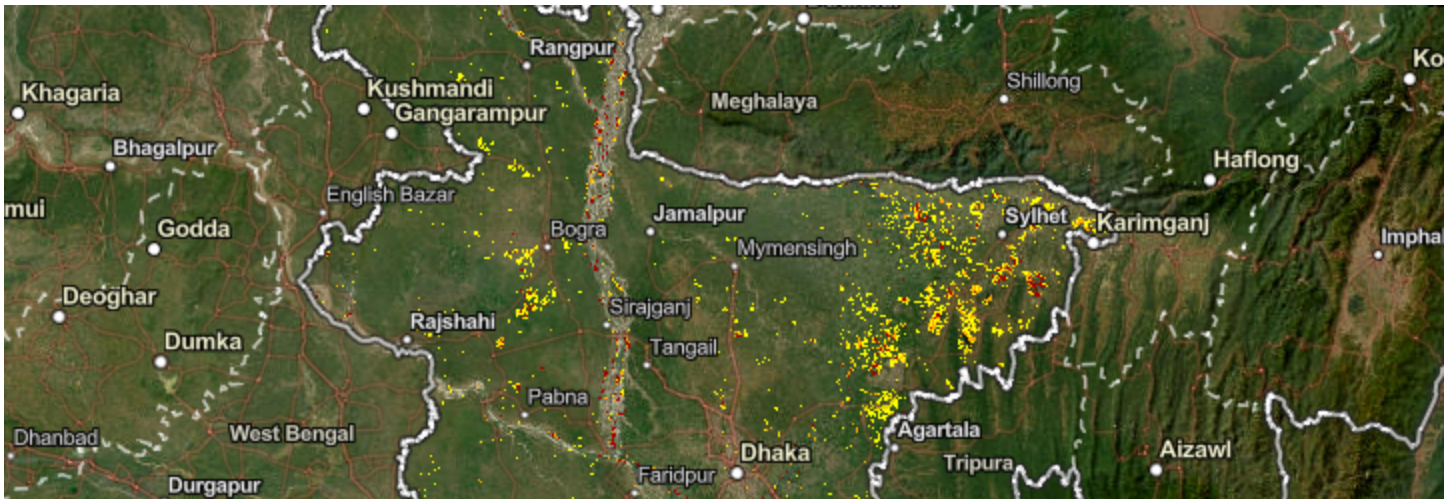 Rangpur
Ko
Khagaria
Kushmandi
Gangarampur
Meghalaya
Shillong
Bhagalpur
Haflong
English Bazar
mui
Godda
Jamalpur
Sylhet
Karimganj
Bogra
Mymensingh
Imphal
Deoghar
Sirajganj
Rajshahi
Dumka
Tangail
Pabna
West Bengal
Dhanbad
Agartala
Dhaka
Tripura
Aizawl
Durgapur
Faridpur